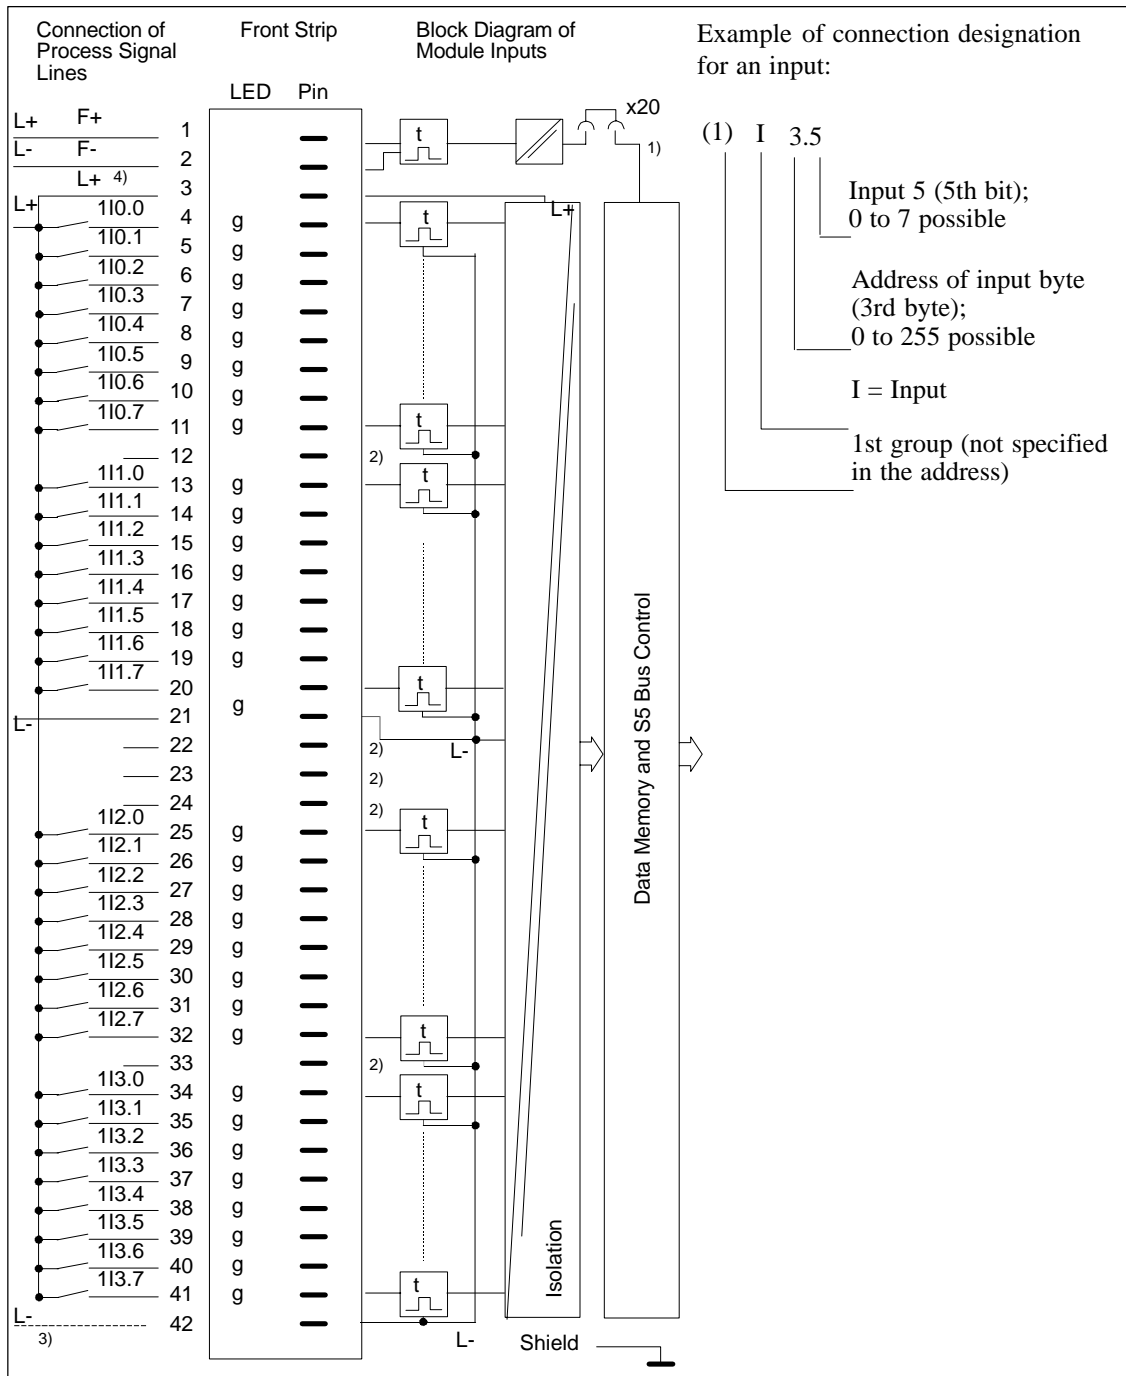 Connection of
Process Signal
Lines
Front Strip
Block Diagram of
Module Inputs
Example of connection designation
for an input:
LED Pin
L+ F+ 1
L- F- 2
L+ 4) 3
L+
1I0.0 4 g
1I0.1 5 g
1I0.2 6 g
1I0.3 7 g
1I0.4 8 g
1I0.5 9 g
1I0.6 10 g
1I0.7 11 g
12 2)
1I1.0 13 g
1I1.1 14 g
1I1.2 15 g
1I1.3 16 g
1I1.4 17 g
1I1.5 18 g
1I1.6 19 g
1I1.7 20 g
L- 21
22 2)
23 2)
24 2)
1I2.0 25 g
1I2.1 26 g
1I2.2 27 g
1I2.3 28 g
1I2.4 29 g
1I2.5 30 g
1I2.6 31 g
1I2.7 32 g
33 2)
1I3.0 34 g
1I3.1 35 g
1I3.2 36 g
1I3.3 37 g
1I3.4 38 g
1I3.5 39 g
1I3.6 40 g
1I3.7 41 g
L- 3) 42
t
x20
1)
t
L+
t
t
t
L-
t
t
t
t
L-
Isolation
Data Memory and S5 Bus Control
Shield
(1) I 3.5
Input 5 (5th bit);
0 to 7 possible
Address of input byte
(3rd byte);
0 to 255 possible
I = Input
1st group (not specified
in the address)